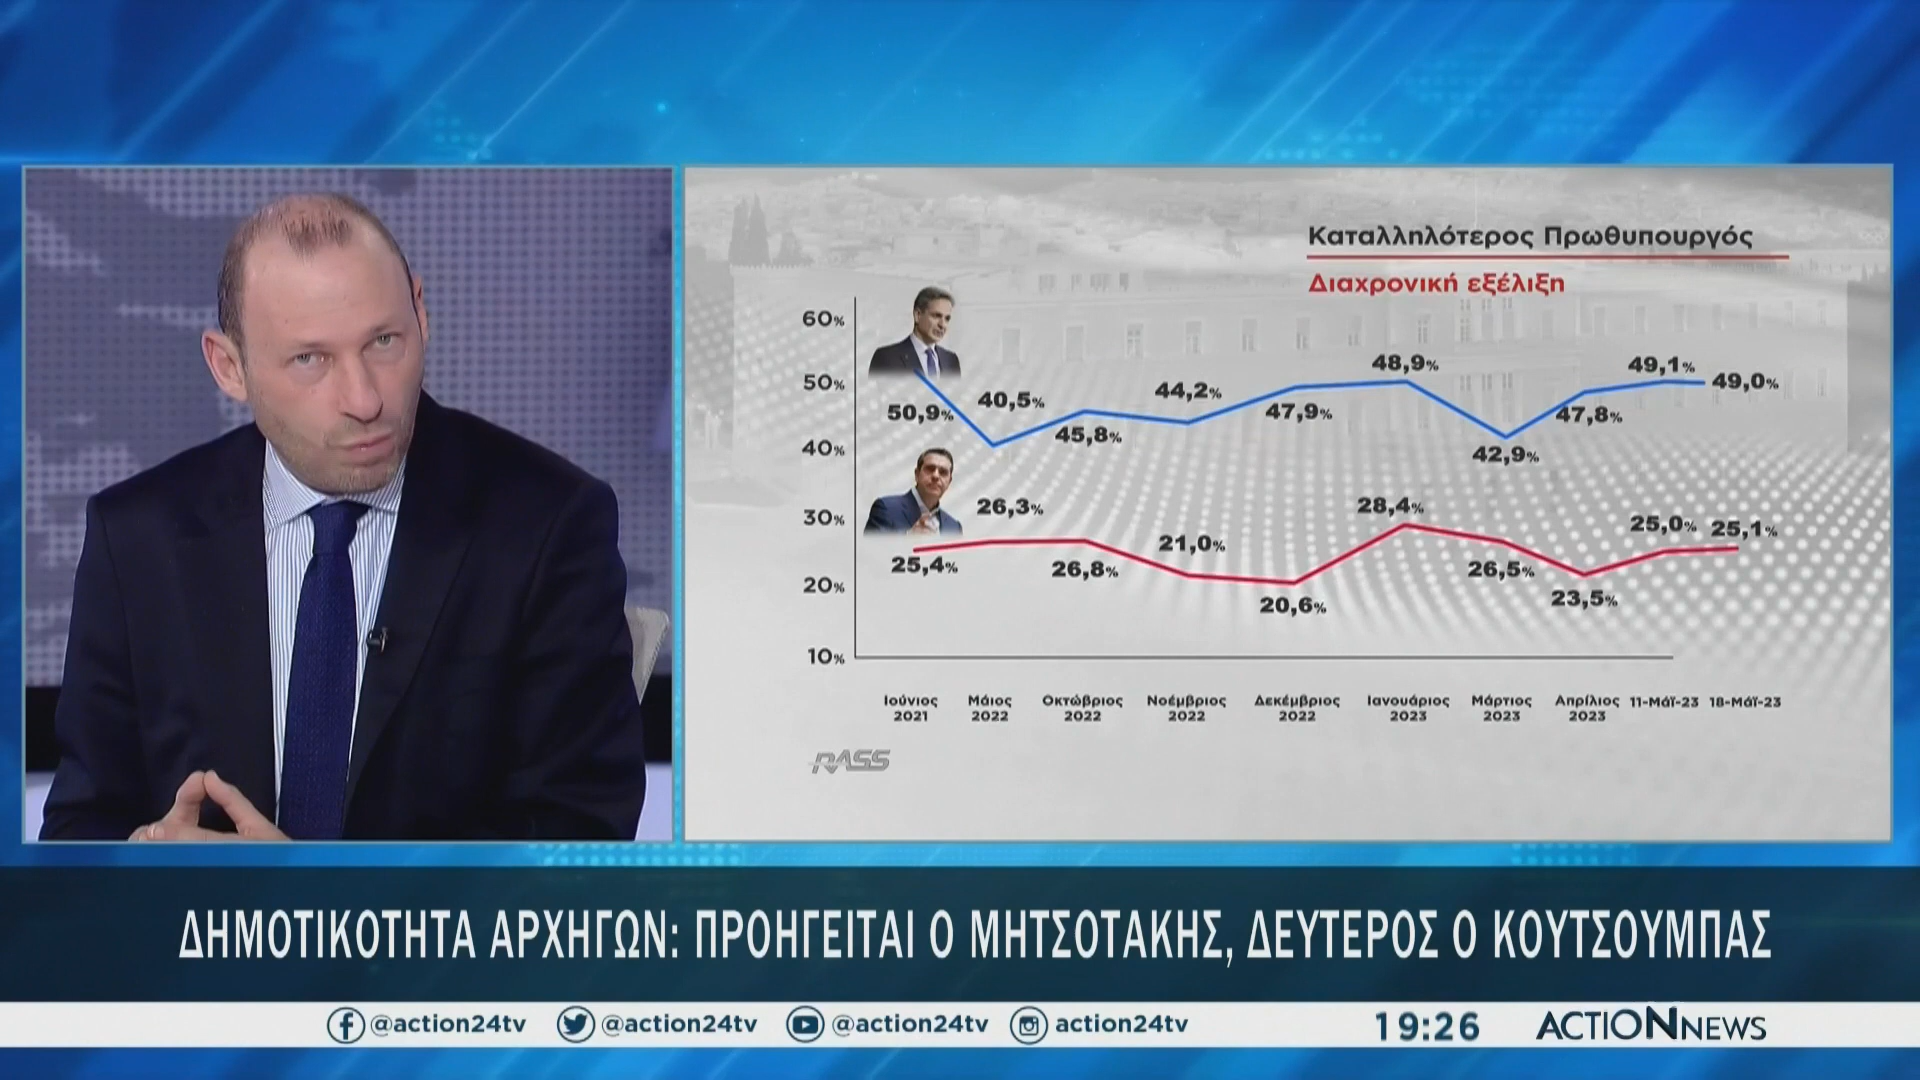 Καταλληλότερος Πρωθυπουργός
Διαχρονική εξέλιξη
60%
50%
40%
30%
20%
10%
50,9%
40,5%
45,8%
44,2%
47,9%
48,9%
42,9%
47,8%
49,1%
49,0%
25,4%
26,3%
26,8%
21,0%
20,6%
28,4%
26,5%
23,5%
25,0%
25,1%
Ιούνιος 2021
Μάιος 2022
Οκτώβριος 2022
Νοέμβριος 2022
Δεκέμβριος 2022
Ιανουάριος 2023
Μάρτιος 2023
Απρίλιος 2023
11-Μάϊ-23
18-Μάϊ-23
RASS
ΔΗΜΟΤΙΚΟΤΗΤΑ ΑΡΧΗΓΩΝ: ΠΡΟΗΓΕΙΤΑΙ Ο ΜΗΤΣΟΤΑΚΗΣ, ΔΕΥΤΕΡΟΣ Ο ΚΟΥΤΣΟΥΜΠΑΣ
@action24tv @action24tv @action24tv action24tv 19:26 ACTION NEWS